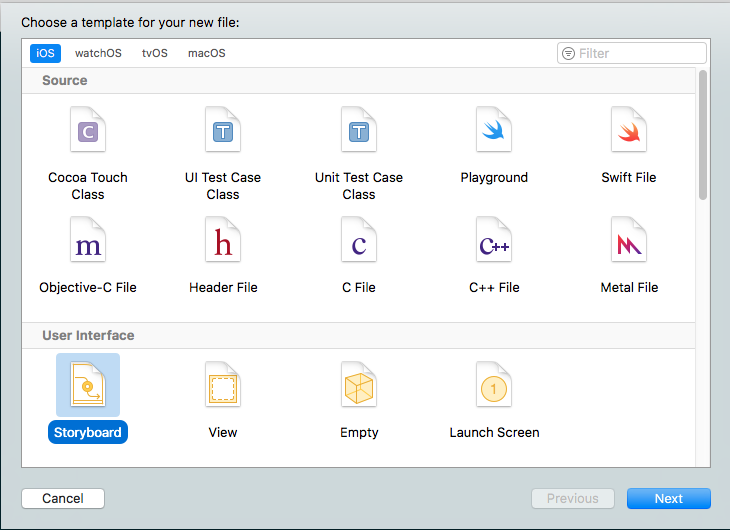 Choose a template for your new file:
iOS watchOS tvOS macOS Filter
Source
C T T
Cocoa Touch Class UI Test Case Class Unit Test Case Class Playground Swift File
m h c C++
Objective-C File Header File C File C++ File Metal File
User Interface
1
Storyboard View Empty Launch Screen
Cancel Previous Next